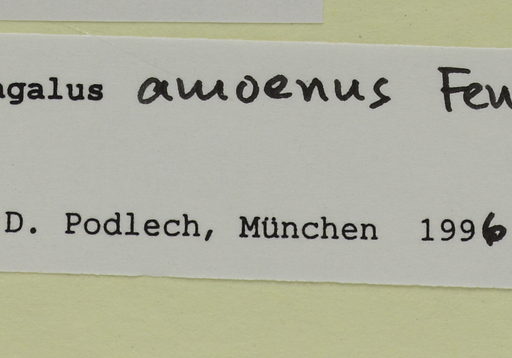 agalus amoenus Fen
D. Podlech, München 1996